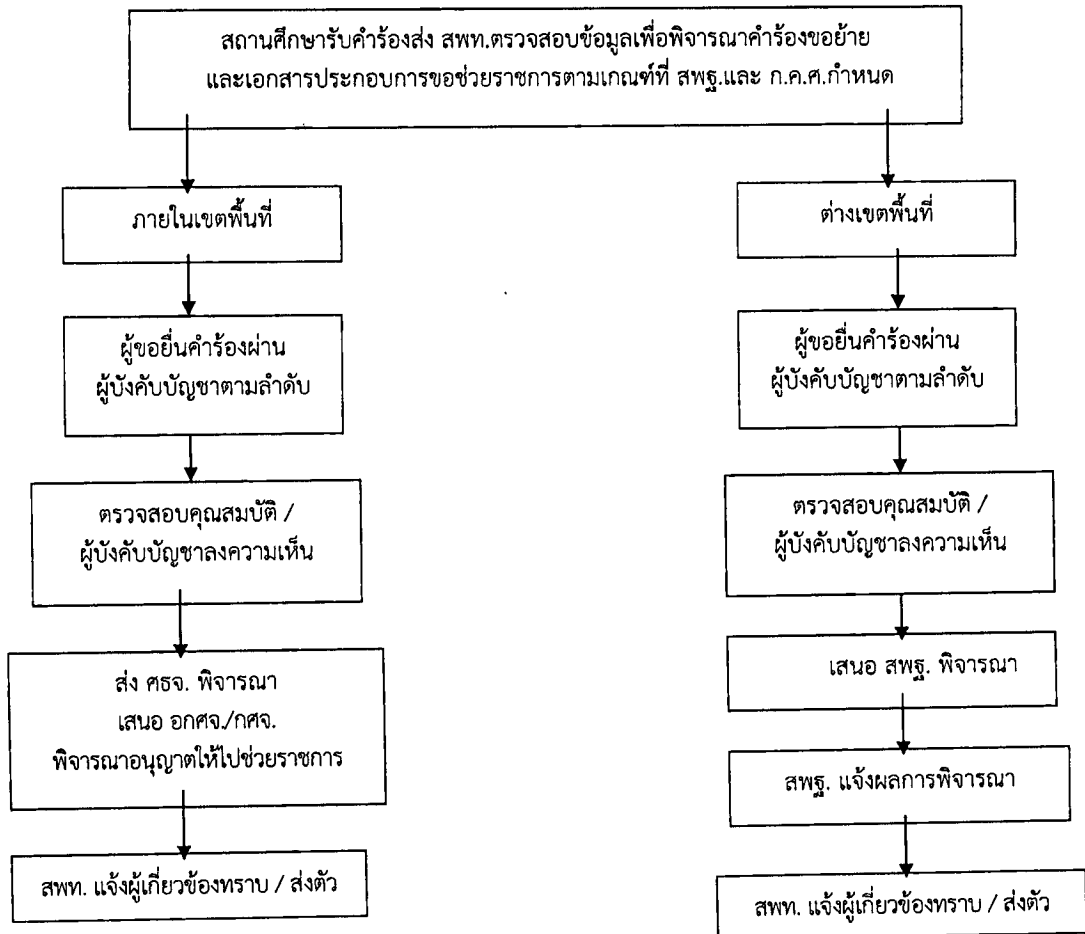 สถานศึกษารับคำร้องส่ง สพท.ตรวจสอบข้อมูลเพื่อพิจารณาคำร้องขอย้าย
และเอกสารประกอบการขอช่วยราชการตามเกณฑ์ที่ สพฐ.และ ก.ค.ศ.กำหนด
ภายในเขตพื้นที่
ผู้ขอยื่นคำร้องผ่าน
ผู้บังคับบัญชาตามลำดับ
ตรวจสอบคุณสมบัติ /
ผู้บังคับบัญชาลงความเห็น
ส่ง ศธจ. พิจารณา
เสนอ อกศจ./กศจ.
พิจารณาอนุญาตให้ไปช่วยราชการ
สพท. แจ้งผู้เกี่ยวข้องทราบ / ส่งตัว
ต่างเขตพื้นที่
ผู้ขอยื่นคำร้องผ่าน
ผู้บังคับบัญชาตามลำดับ
ตรวจสอบคุณสมบัติ /
ผู้บังคับบัญชาลงความเห็น
เสนอ สพฐ. พิจารณา
สพฐ. แจ้งผลการพิจารณา
สพท. แจ้งผู้เกี่ยวข้องทราบ / ส่งตัว